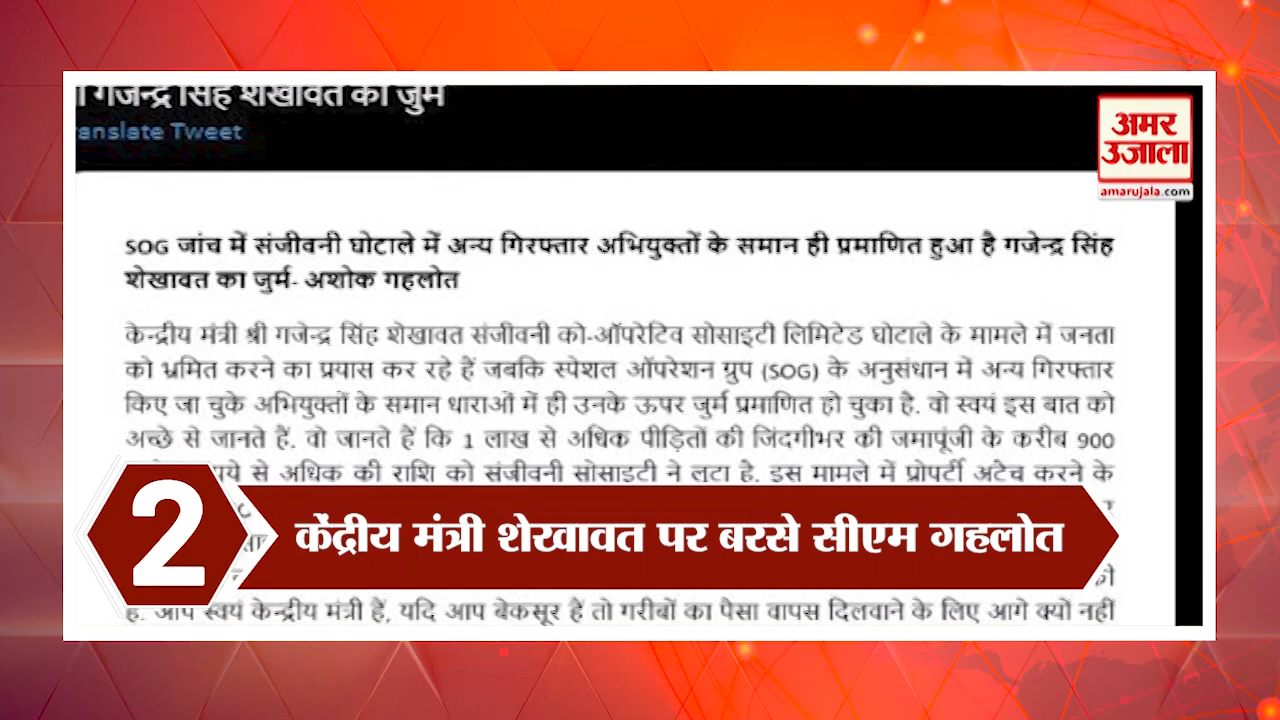 गजेन्द्र सिंह शेखावत का जुर्म
Translate Tweet
अमर
उजाला
amarujala.com
SOG जांच में संजीवनी घोटाले में अन्य गिरफ्तार अभियुक्तों के समान ही प्रमाणित हुआ है गजेन्द्र सिंह
शेखावत का जुर्म- अशोक गहलोत
केन्द्रीय मंत्री श्री गजेन्द्र सिंह शेखावत संजीवनी को-ऑपरेटिव सोसाइटी लिमिटेड घोटाले के मामले में जनता
को भ्रमित करने का प्रयास कर रहे हैं जबकि स्पेशल ऑपरेशन ग्रुप (SOG) के अनुसंधान में अन्य गिरफ्तार
किए जा चुके अभियुक्तों के समान धाराओं में ही उनके ऊपर जुर्म प्रमाणित हो चुका है. वो स्वयं इस बात को
अच्छे से जानते हैं. वो जानते हैं कि 1 लाख से अधिक पीड़ितों की जिंदगीभर की जमापूंजी के करीब 900
से अधिक की राशि को संजीवनी सोसाइटी ने लूटा है. इस मामले में प्रोपर्टी अटैच करने के
2
केंद्रीय मंत्री शेखावत पर बरसे सीएम गहलोत
है. आप स्वयं केन्द्रीय मंत्री हैं, यदि आप बेकसूर हैं तो गरीबों का पैसा वापस दिलवाने के लिए आगे क्यों नहीं